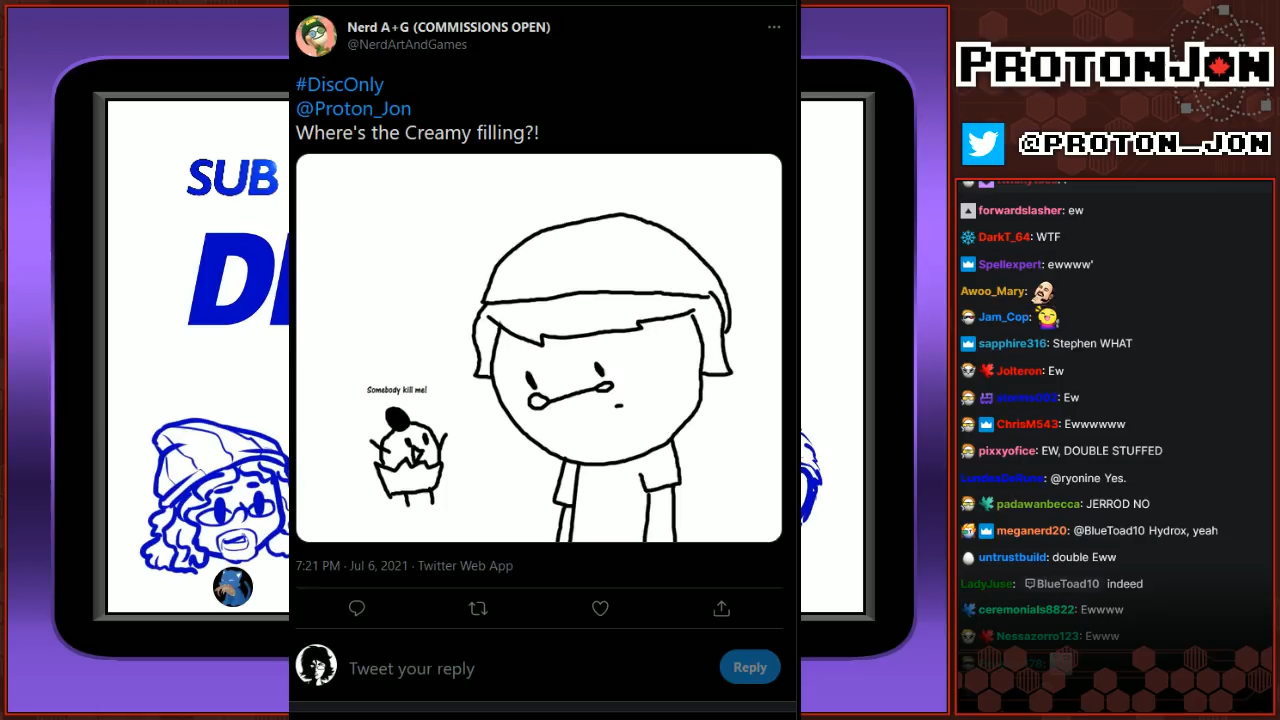 Nerd A+G (COMMISSIONS OPEN)
@NerdArtAndGames
#DiscOnly
@Proton_Jon
Where's the Creamy filling?!
Somebody kill me!
7:21 PM · Jul 6, 2021 · Twitter Web App
Tweet your reply
Reply
SUB
PROTONJON
@PROTON_JON
forwardslasher: ew
DarkT_64: WTF
Spellexpert: ewwww'
Awoo_Mary:
Jam_Cop:
sapphire316: Stephen WHAT
Jolteron: Ew
ChrisM543: Ewwwwww
pixxyofice: EW, DOUBLE STUFFED
@ryonine Yes.
padawanbecca: JERROD NO
meganerd20: @BlueToad10 Hydrox, yeah
untrustbuild: double Eww
LadyJuse: BlueToad10 indeed
ceremonials8822: Ewwww
Nessazorro123: Ewww